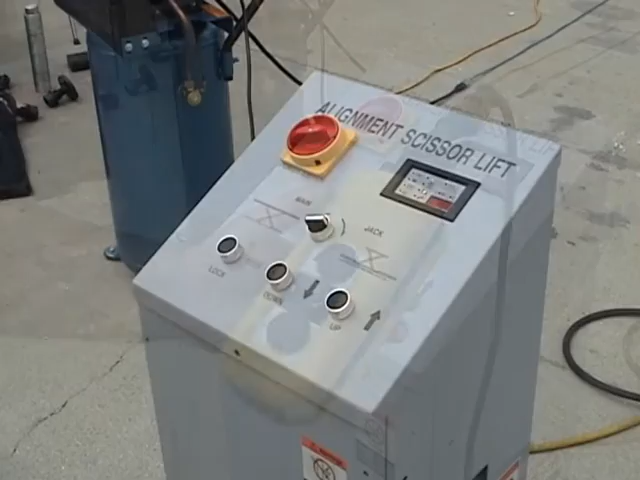 ALIGNMENT SCISSOR LIFT
MAIN
JACK
LOCK
DOWN
UP